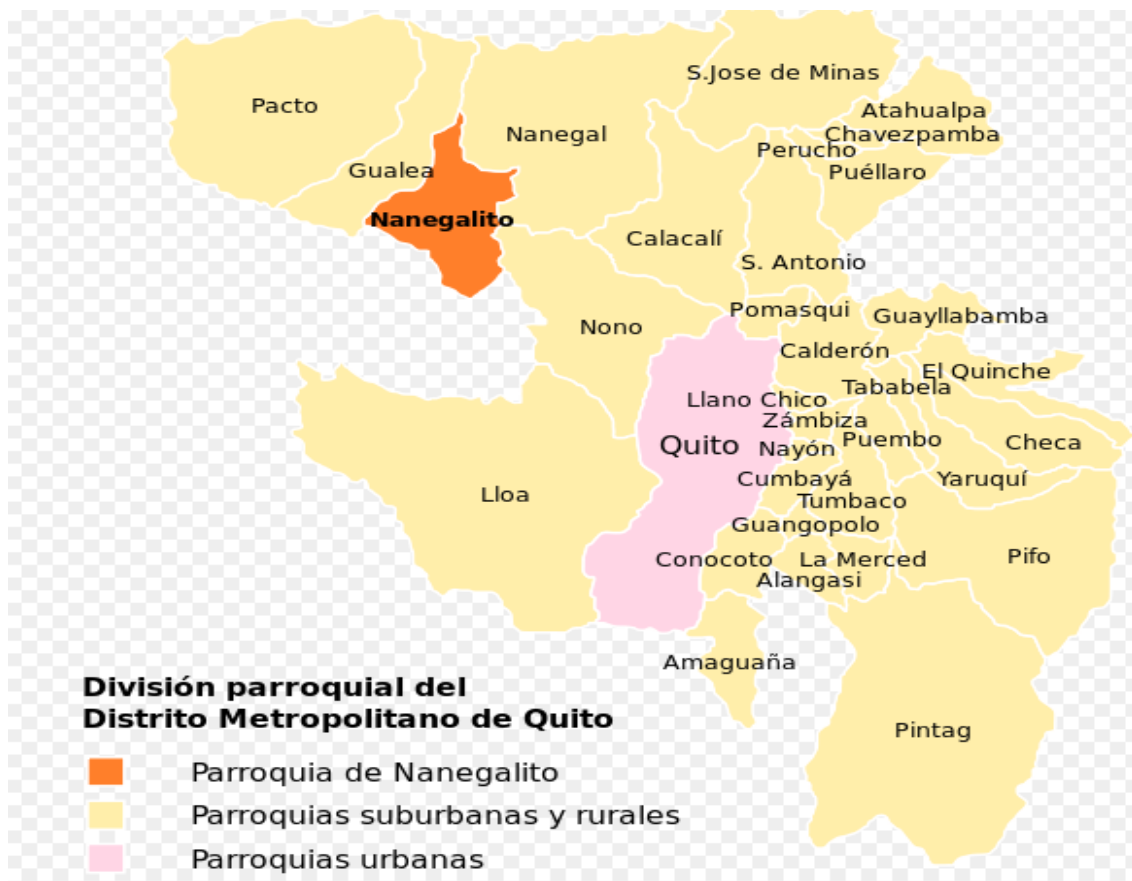 S.Jose de Minas
Pacto
Atahualpa
Nanegal
Chavezpamba
Perucho
Gualea
Puéllaro
Nanegalito
Calacalí
S. Antonio
Pomasqui
Guayllabamba
Nono
Calderón
El Quinche
Tababela
Llano Chico
Zámbiza
Puembo
Checa
Quito
Nayón
Cumbayá
Yaruquí
Lloa
Tumbaco
Guangopolo
Pifo
Conocoto
La Merced
Alangasi
Amaguaña
Pintag
División parroquial del
Distrito Metropolitano de Quito
Parroquia de Nanegalito
Parroquias suburbanas y rurales
Parroquias urbanas